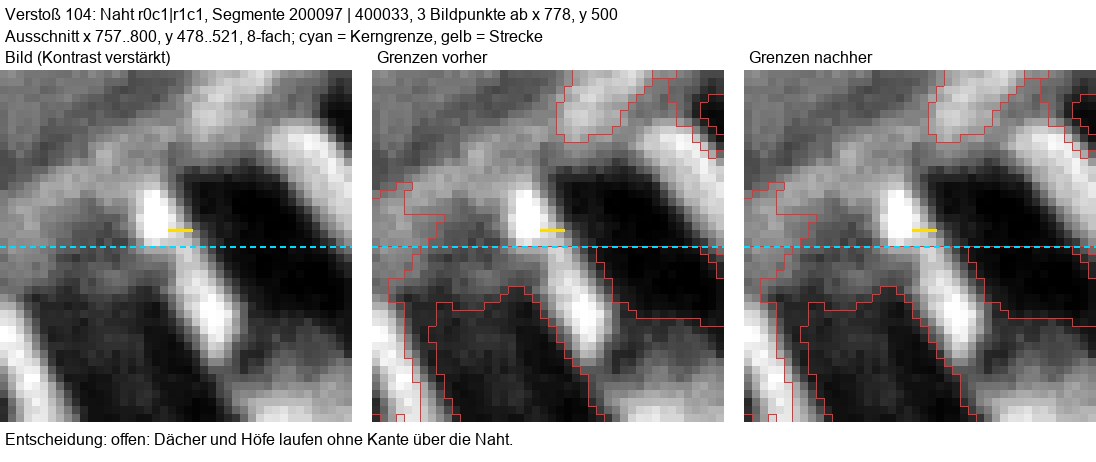 Verstoß 104: Naht r0c1|r1c1, Segmente 200097 | 400033, 3 Bildpunkte ab x 778, y 500
Ausschnitt x 757..800, y 478..521, 8-fach; cyan = Kerngrenze, gelb = Strecke
Bild (Kontrast verstärkt) Grenzen vorher Grenzen nachher
Entscheidung: offen: Dächer und Höfe laufen ohne Kante über die Naht.